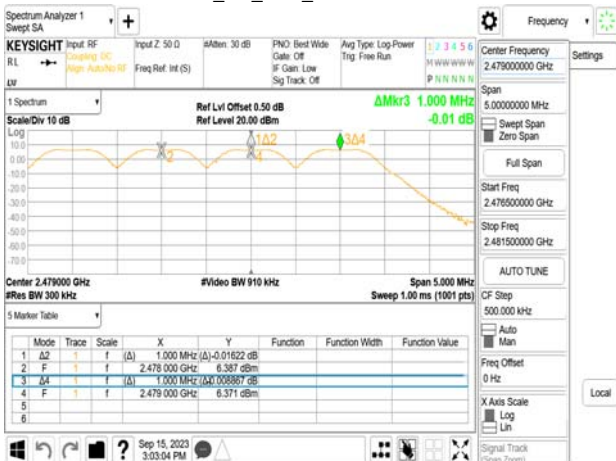 Spectrum Analyzer 1
Swept SA
+
Frequency
KEYSIGHT
RL
Input: RF
Coupling: DC
Align: Auto/No RF
Input Z: 50 Ω
Freq Ref: Int (S)
#Atten: 30 dB
PNO: Best Wide
Gate: Off
IF Gain: Low
Sig Track: Off
Avg Type: Log-Power
Trig: Free Run
1 2 3 4 5 6
M W W W W W
P N N N N N
1 Spectrum
Scale/Div 10 dB
Ref Lvl Offset 0.50 dB
Ref Level 20.00 dBm
ΔMkr3 1.000 MHz
-0.01 dB
Log
10.0
0.00
-10.0
-20.0
-30.0
-40.0
-50.0
-60.0
-70.0
2
1Δ2
4
3Δ4
Center 2.479000 GHz
#Res BW 300 kHz
#Video BW 910 kHz
Span 5.000 MHz
Sweep 1.00 ms (1001 pts)
5 Marker Table
Mode Trace Scale X Y Function Function Width Function Value
1 Δ2 1 f (Δ) 1.000 MHz (Δ) -0.01622 dB
2 F 1 f 2.478 000 GHz 6.387 dBm
3 Δ4 1 f (Δ) 1.000 MHz (Δ) -0.008867 dB
4 F 1 f 2.479 000 GHz 6.371 dBm
5
6
?
Sep 15, 2023
3:03:04 PM
Center Frequency
2.479000000 GHz
Span
5.00000000 MHz
Swept Span
Zero Span
Full Span
Start Freq
2.476500000 GHz
Stop Freq
2.481500000 GHz
AUTO TUNE
CF Step
500.000 kHz
Auto
Man
Freq Offset
0 Hz
X Axis Scale
Log
Lin
Signal Track
(Span Zoom)
Settings
Local